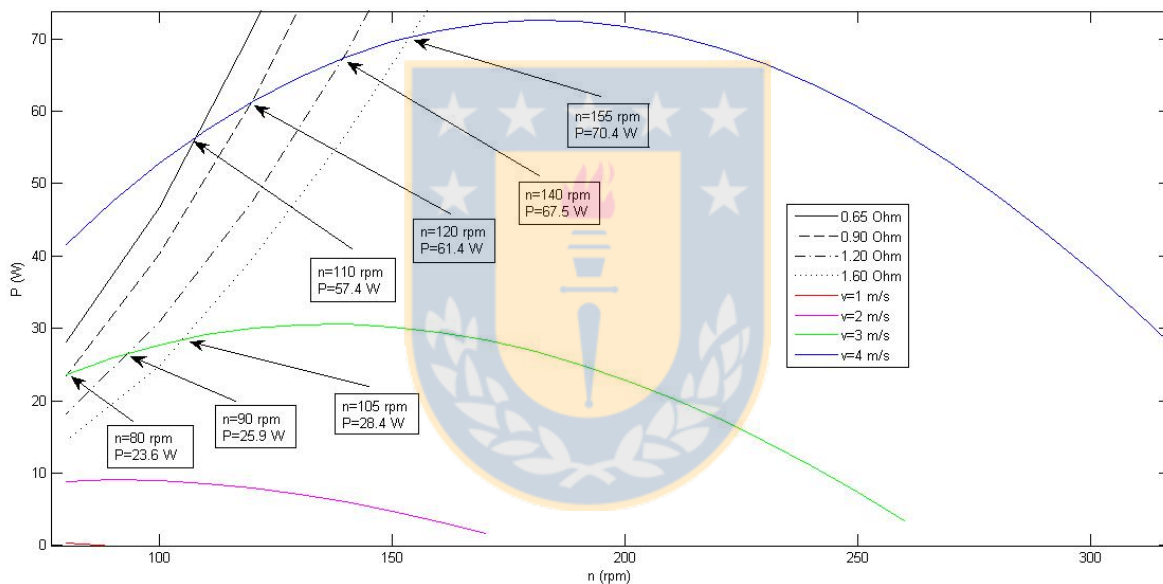 70
60
50
40
30
20
10
0
P (W)
100
150
200
250
300
n (rpm)
n=155 rpm
P=70.4 W
n=140 rpm
P=67.5 W
n=120 rpm
P=61.4 W
n=110 rpm
P=57.4 W
n=105 rpm
P=28.4 W
n=90 rpm
P=25.9 W
n=80 rpm
P=23.6 W
0.65 Ohm
0.90 Ohm
1.20 Ohm
1.60 Ohm
v=1 m/s
v=2 m/s
v=3 m/s
v=4 m/s